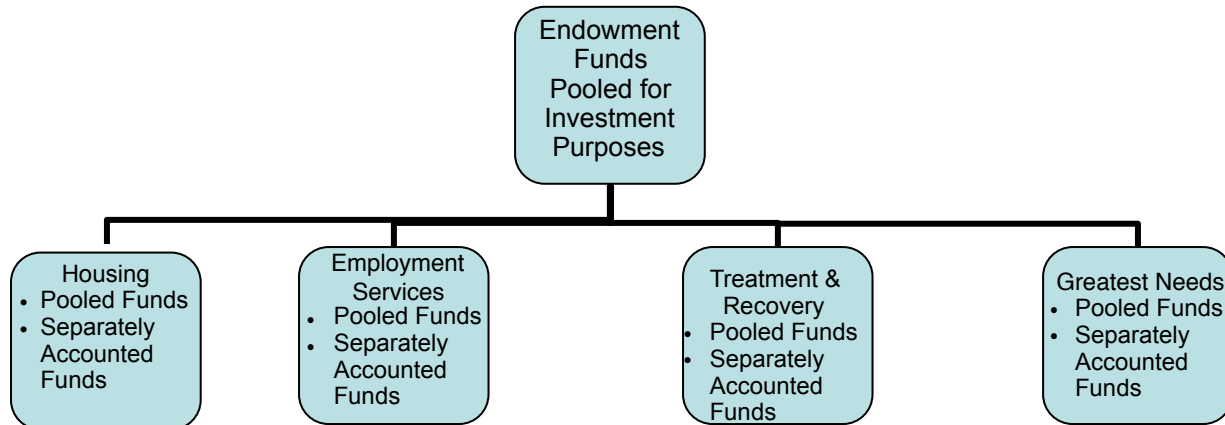 Endowment
Funds
Pooled for
Investment
Purposes
Housing
• Pooled Funds
• Separately
Accounted
Funds
Employment
Services
• Pooled Funds
• Separately
Accounted
Funds
Treatment &
Recovery
• Pooled Funds
• Separately
Accounted
Funds
Greatest Needs
• Pooled Funds
• Separately
Accounted
Funds